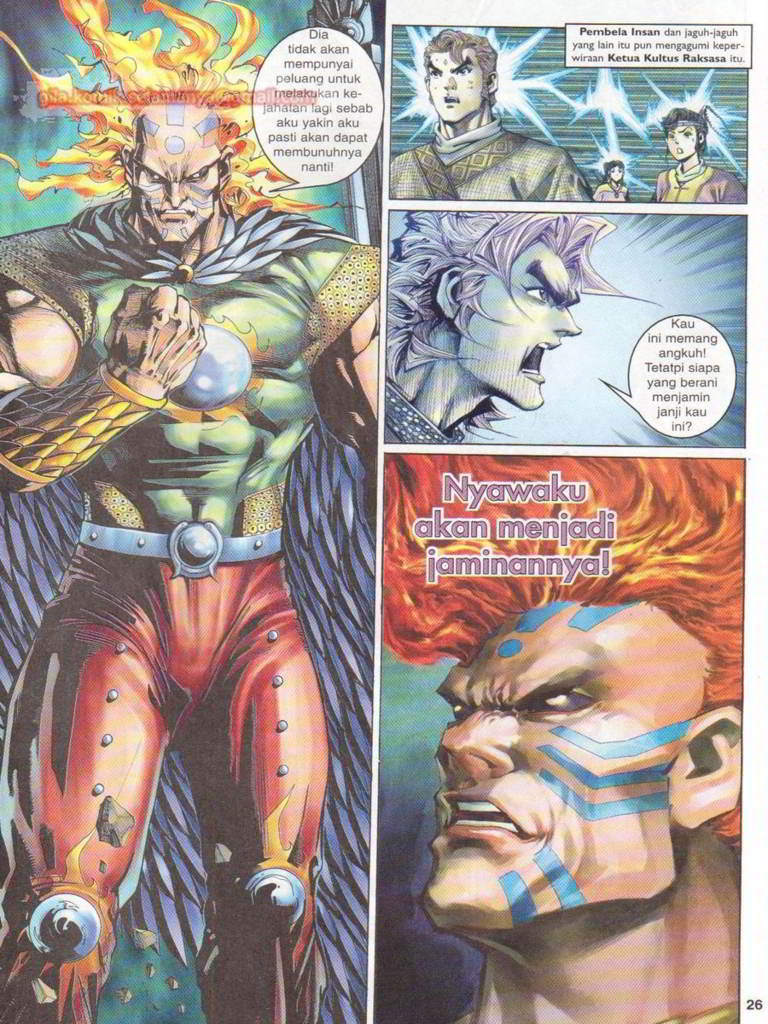 Dia
tidak akan
mempunyai
peluang untuk
melakukan ke-
jahatan lagi sebab
aku yakin aku
pasti akan dapat
membunuhnya
nanti!
Pembela Insan dan jaguh-jaguh
yang lain itu pun mengagumi keper-
wiraan Ketua Kultus Raksasa itu.
Kau
ini memang
angkuh!
Tetatpi siapa
yang berani
menjamin
janji kau
ini?
Nyawaku
akan menjadi
jaminannya!
26